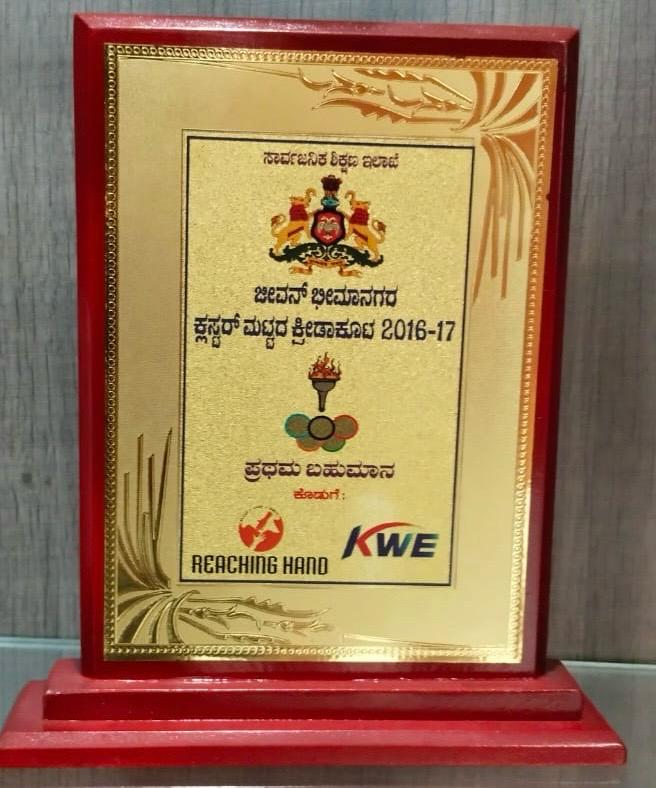 ಸಾರ್ವಜನಿಕ ಶಿಕ್ಷಣ ಇಲಾಖೆ
ಜೀವನ್ ಭೀಮಾನಗರ
ಕ್ಲಸ್ಟರ್ ಮಟ್ಟದ ಕ್ರೀಡಾಕೂಟ 2016-17
ಪ್ರಥಮ ಬಹುಮಾನ
ಕೊಡುಗೆ :
REACHING HAND
KWE